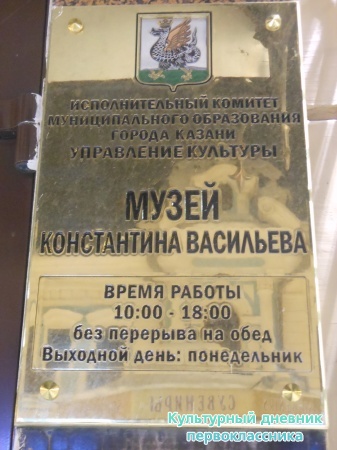 ИСПОЛНИТЕЛЬНЫЙ КОМИТЕТ
МУНИЦИПАЛЬНОГО ОБРАЗОВАНИЯ
ГОРОДА КАЗАНИ
УПРАВЛЕНИЕ КУЛЬТУРЫ
МУЗЕЙ
КОНСТАНТИНА ВАСИЛЬЕВА
ВРЕМЯ РАБОТЫ
10:00 - 18:00
без перерыва на обед
Выходной день: понедельник
СУВЕНИРЫ
Культурный дневник
первоклассника